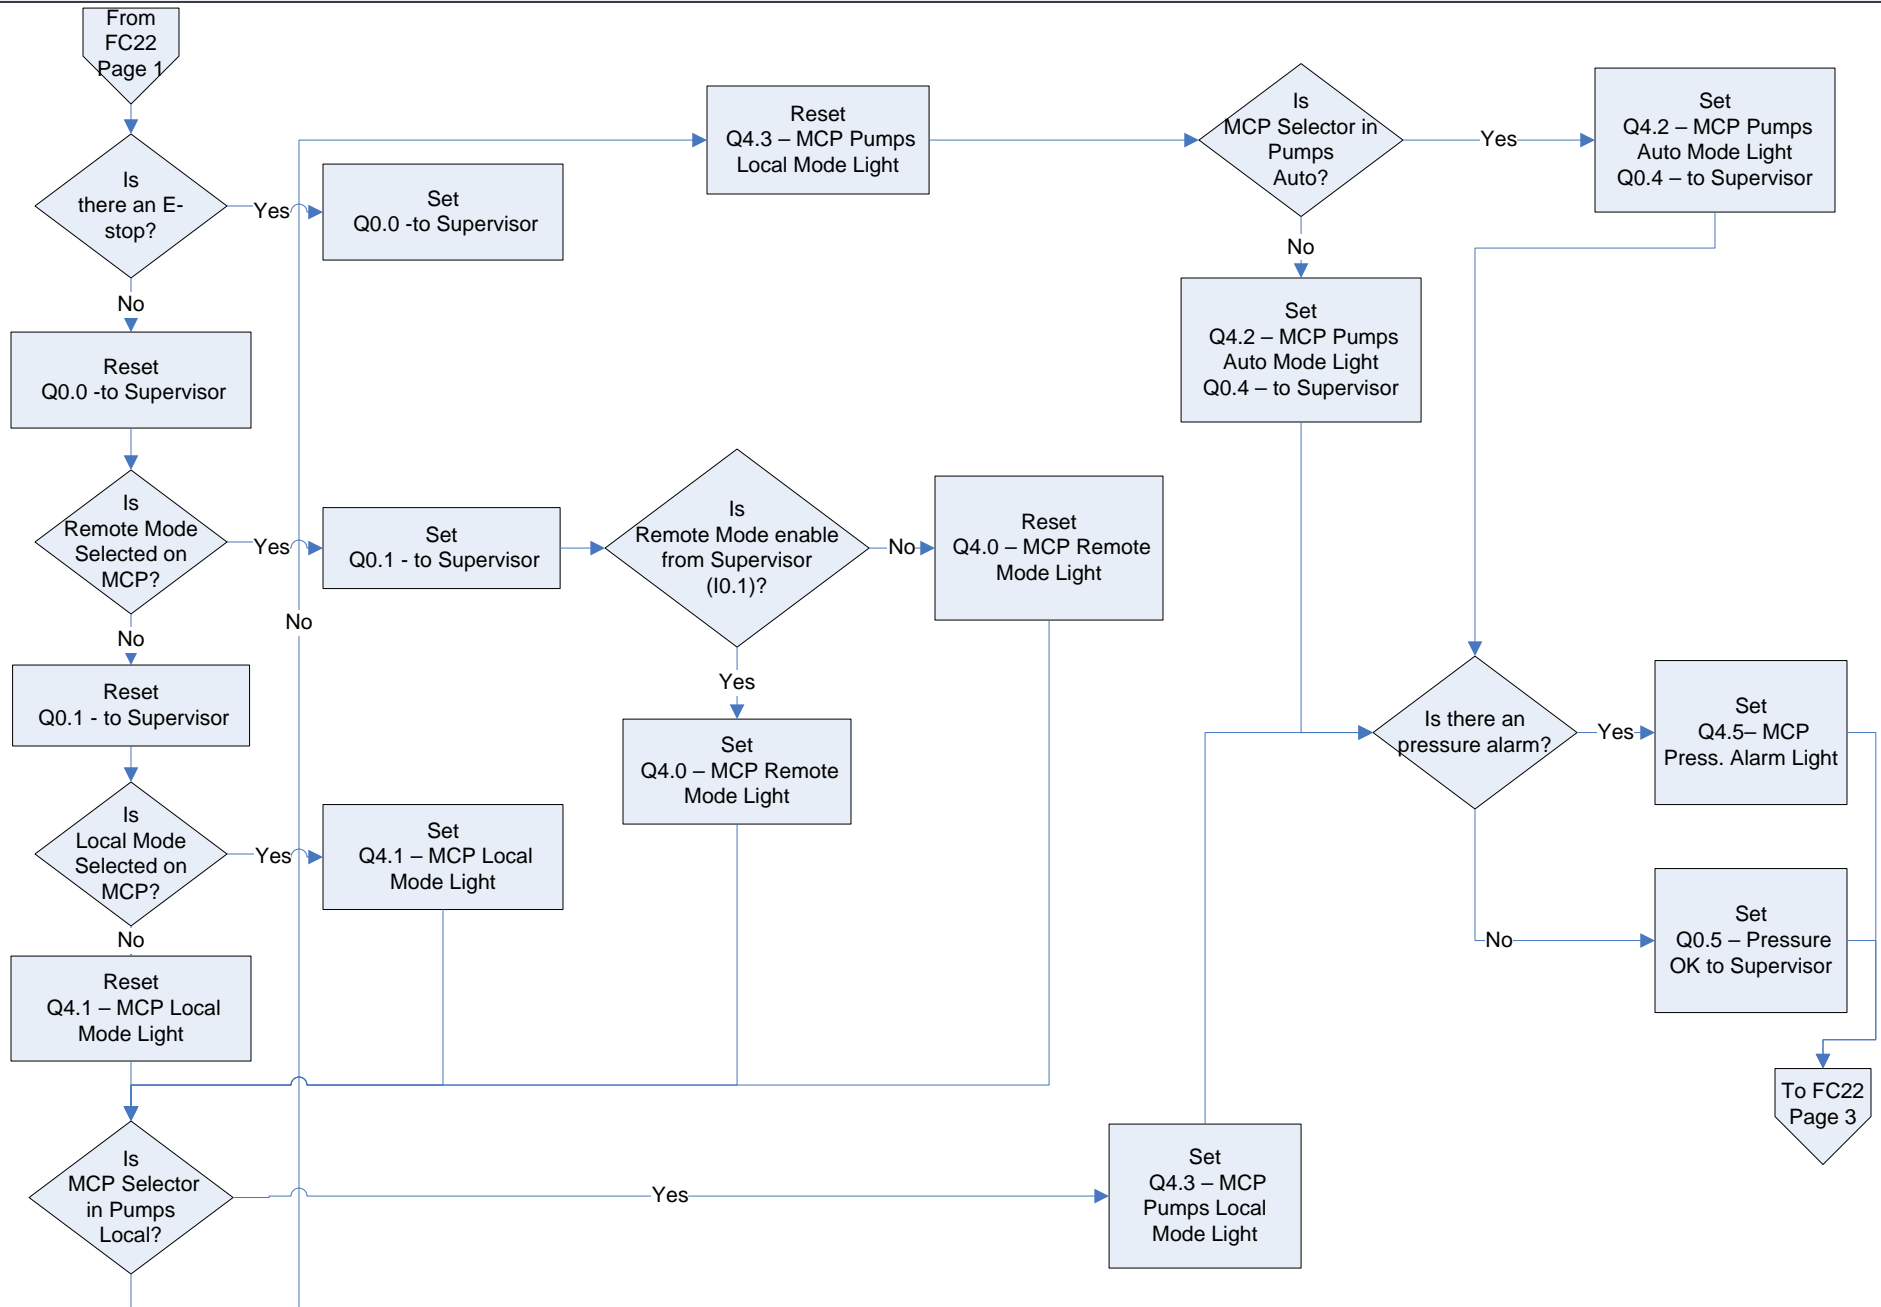 From
FC22
Page 1
Is
there an E-
stop?
Yes
Set
Q0.0 -to Supervisor
No
Reset
Q0.0 -to Supervisor
Is
Remote Mode
Selected on
MCP?
Yes
Set
Q0.1 - to Supervisor
Is
Remote Mode enable
from Supervisor
(I0.1)?
No
Reset
Q4.0 – MCP Remote
Mode Light
Yes
Set
Q4.0 – MCP Remote
Mode Light
No
Reset
Q0.1 - to Supervisor
Is
Local Mode
Selected on
MCP?
Yes
Set
Q4.1 – MCP Local
Mode Light
No
Reset
Q4.1 – MCP Local
Mode Light
Is
MCP Selector
in Pumps
Local?
Yes
Set
Q4.3 – MCP
Pumps Local
Mode Light
No
Reset
Q4.3 – MCP Pumps
Local Mode Light
Is
MCP Selector in
Pumps
Auto?
Yes
Set
Q4.2 – MCP Pumps
Auto Mode Light
Q0.4 – to Supervisor
No
Set
Q4.2 – MCP Pumps
Auto Mode Light
Q0.4 – to Supervisor
Is there an
pressure alarm?
Yes
Set
Q4.5– MCP
Press. Alarm Light
No
Set
Q0.5 – Pressure
OK to Supervisor
To FC22
Page 3